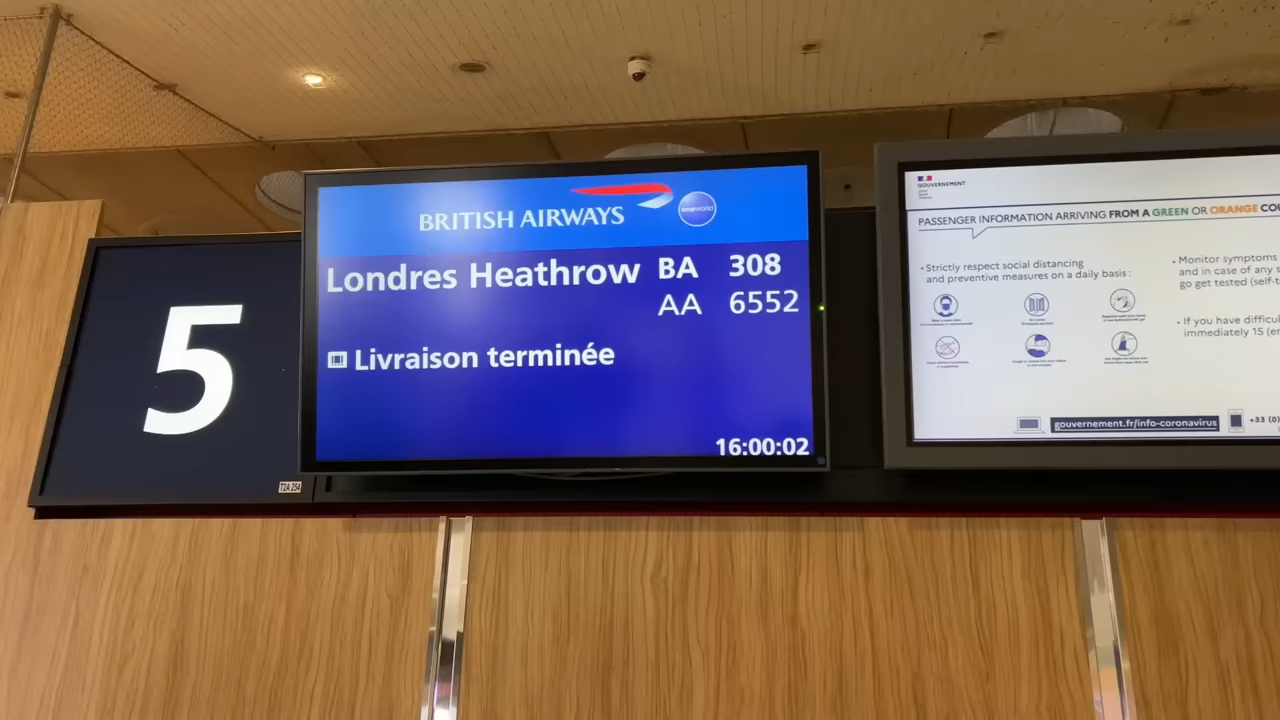 5
T2A 254
BRITISH AIRWAYS
oneworld
Londres Heathrow BA 308
AA 6552
Livraison terminée
16:00:02
GOUVERNEMENT
PASSENGER INFORMATION ARRIVING FROM A GREEN OR ORANGE COU
• Strictly respect social distancing
and preventive measures on a daily basis :
• Monitor symptoms
and in case of any s
go get tested (self-t
• If you have difficul
immediately 15 (en
gouvernement.fr/info-coronavirus
+33 (0)